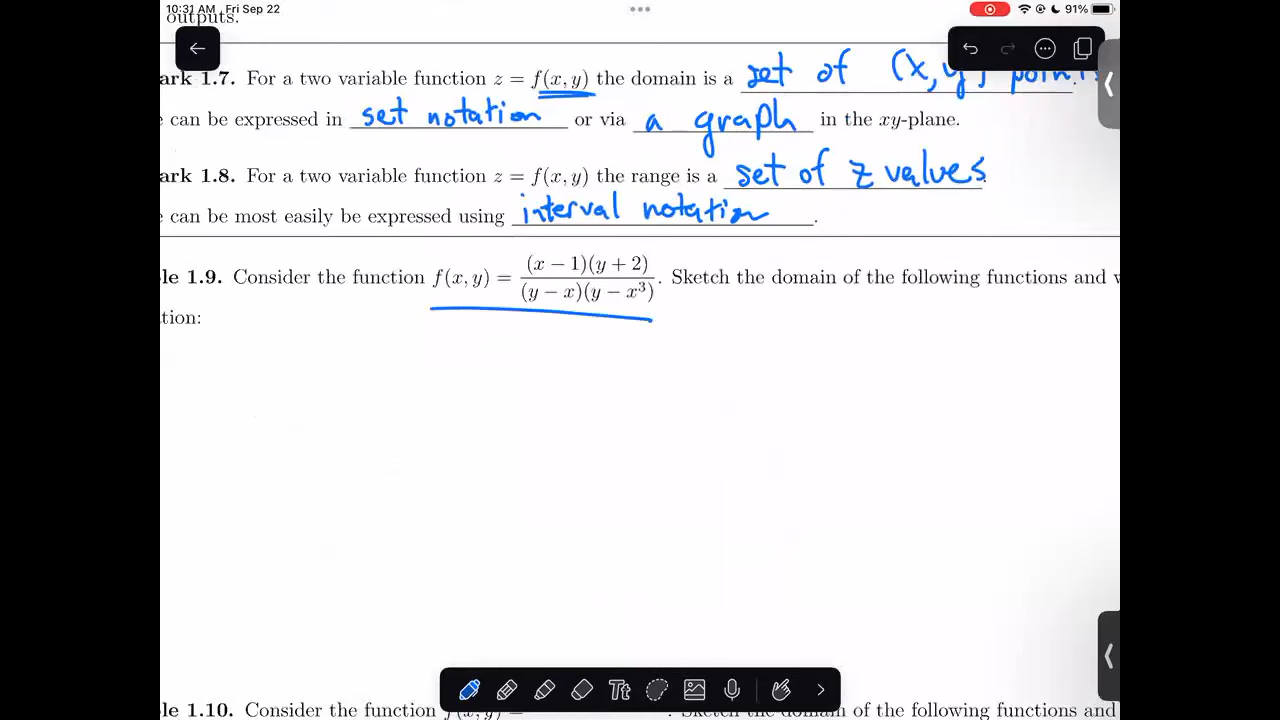 10:31 AM Fri Sep 22
91%
outputs.
ark 1.7. For a two variable function z = f(x, y) the domain is a set of (x, y) points.
e can be expressed in set notation or via a graph in the xy-plane.
ark 1.8. For a two variable function z = f(x, y) the range is a set of z values
e can be most easily be expressed using interval notation.
le 1.9. Consider the function f(x, y) = (x − 1)(y + 2) / (y − x)(y − x³). Sketch the domain of the following functions and w
tion:
Tt
le 1.10. Consider the function f(x, y) = . Sketch the domain of the following functions and